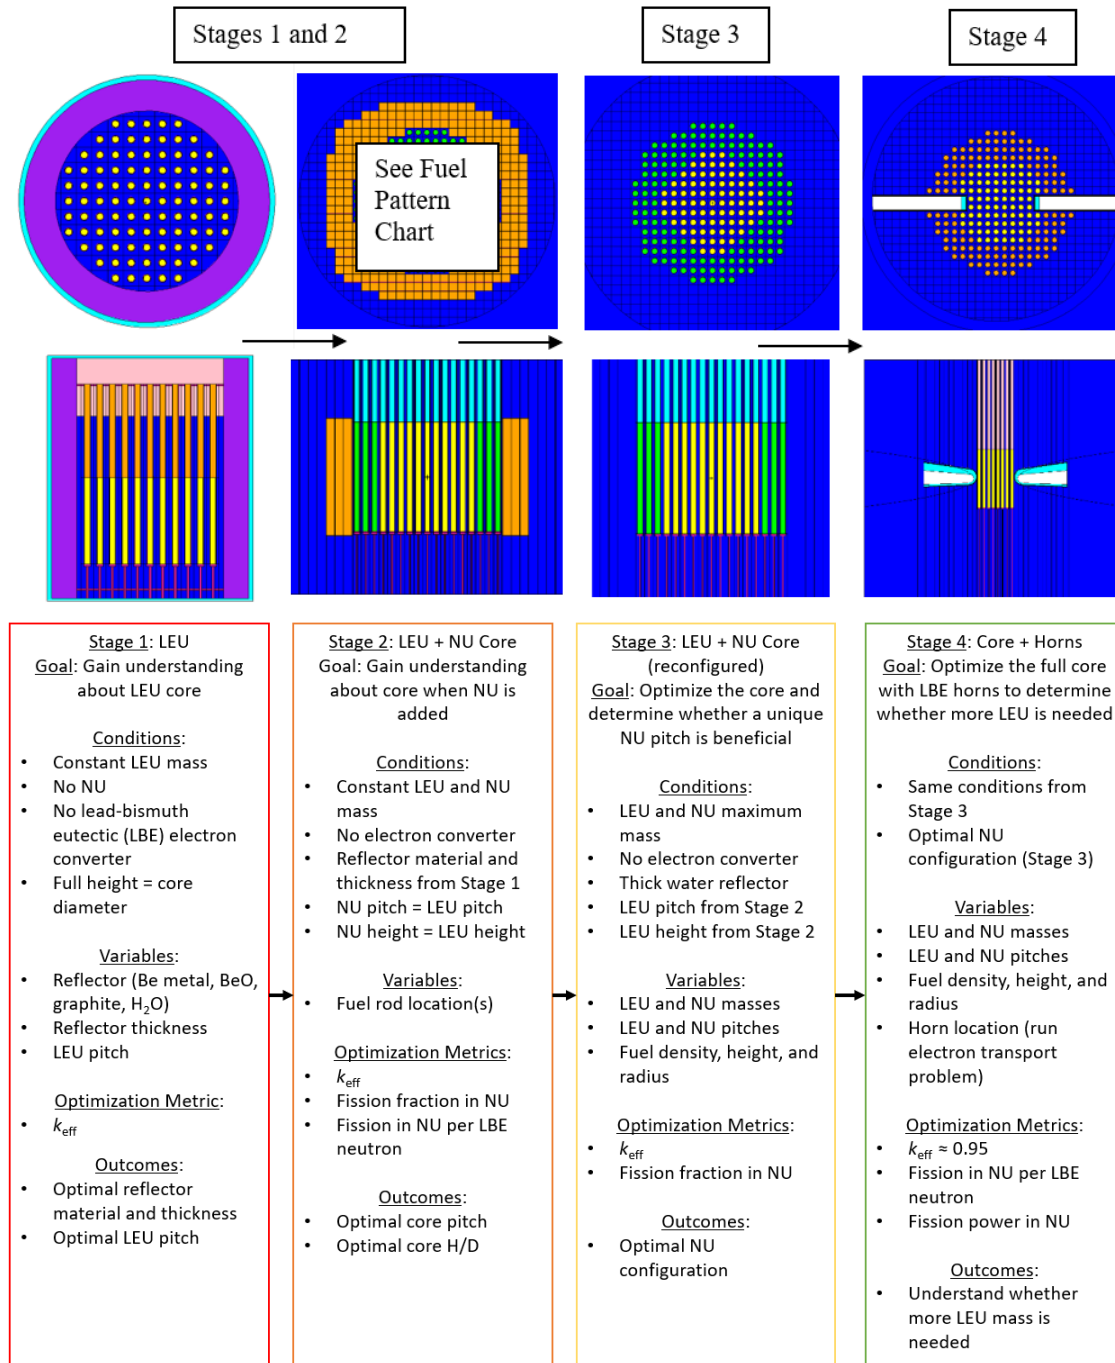 Stages 1 and 2
Stage 3
Stage 4
See Fuel
Pattern
Chart
Stage 1: LEU
Goal: Gain understanding
about LEU core
Conditions:
• Constant LEU mass
• No NU
• No lead-bismuth
eutectic (LBE) electron
converter
• Full height = core
diameter
Variables:
• Reflector (Be metal, BeO,
graphite, H₂O)
• Reflector thickness
• LEU pitch
Optimization Metric:
• keff
Outcomes:
• Optimal reflector
material and thickness
• Optimal LEU pitch
Stage 2: LEU + NU Core
Goal: Gain understanding
about core when NU is
added
Conditions:
• Constant LEU and NU
mass
• No electron converter
• Reflector material and
thickness from Stage 1
• NU pitch = LEU pitch
• NU height = LEU height
Variables:
• Fuel rod location(s)
Optimization Metrics:
• keff
• Fission fraction in NU
• Fission in NU per LBE
neutron
Outcomes:
• Optimal core pitch
• Optimal core H/D
Stage 3: LEU + NU Core
(reconfigured)
Goal: Optimize the core and
determine whether a unique
NU pitch is beneficial
Conditions:
• LEU and NU maximum
mass
• No electron converter
• Thick water reflector
• LEU pitch from Stage 2
• LEU height from Stage 2
Variables:
• LEU and NU masses
• LEU and NU pitches
• Fuel density, height, and
radius
Optimization Metrics:
• keff
• Fission fraction in NU
Outcomes:
• Optimal NU
configuration
Stage 4: Core + Horns
Goal: Optimize the full core
with LBE horns to determine
whether more LEU is needed
Conditions:
• Same conditions from
Stage 3
• Optimal NU
configuration (Stage 3)
Variables:
• LEU and NU masses
• LEU and NU pitches
• Fuel density, height, and
radius
• Horn location (run
electron transport
problem)
Optimization Metrics:
• keff ≈ 0.95
• Fission in NU per LBE
neutron
• Fission power in NU
Outcomes:
• Understand whether
more LEU mass is
needed